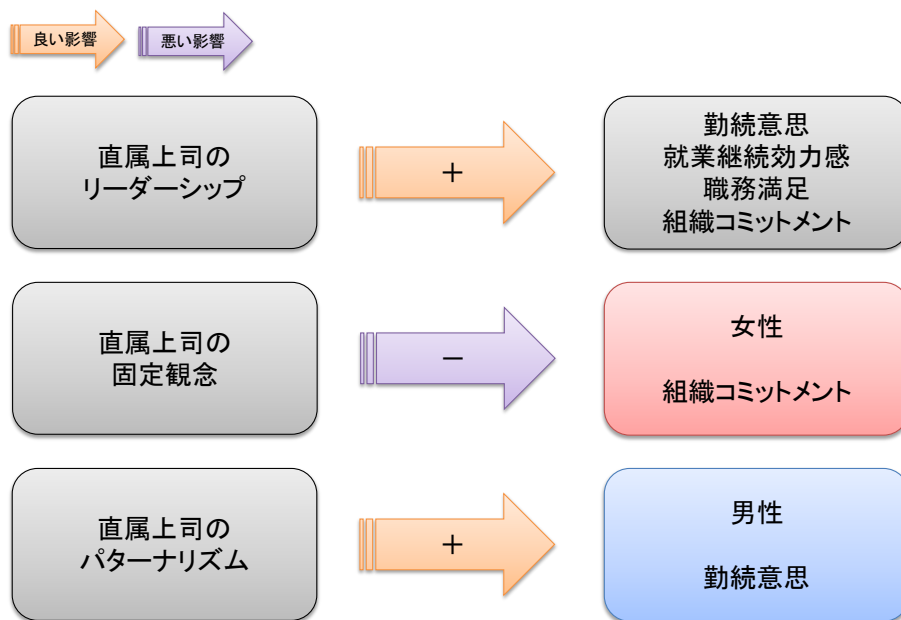 良い影響
悪い影響
直属上司の
リーダーシップ
+
勤続意思
就業継続効力感
職務満足
組織コミットメント
直属上司の
固定観念
−
女性
組織コミットメント
直属上司の
パターナリズム
+
男性
勤続意思